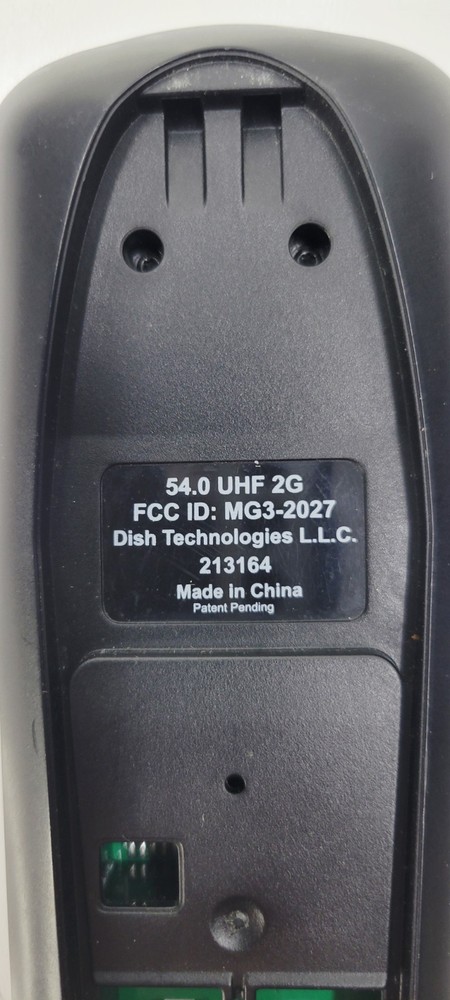 54.0 UHF 2G
FCC ID: MG3-2027
Dish Technologies L.L.C.
213164
Made in China
Patent Pending